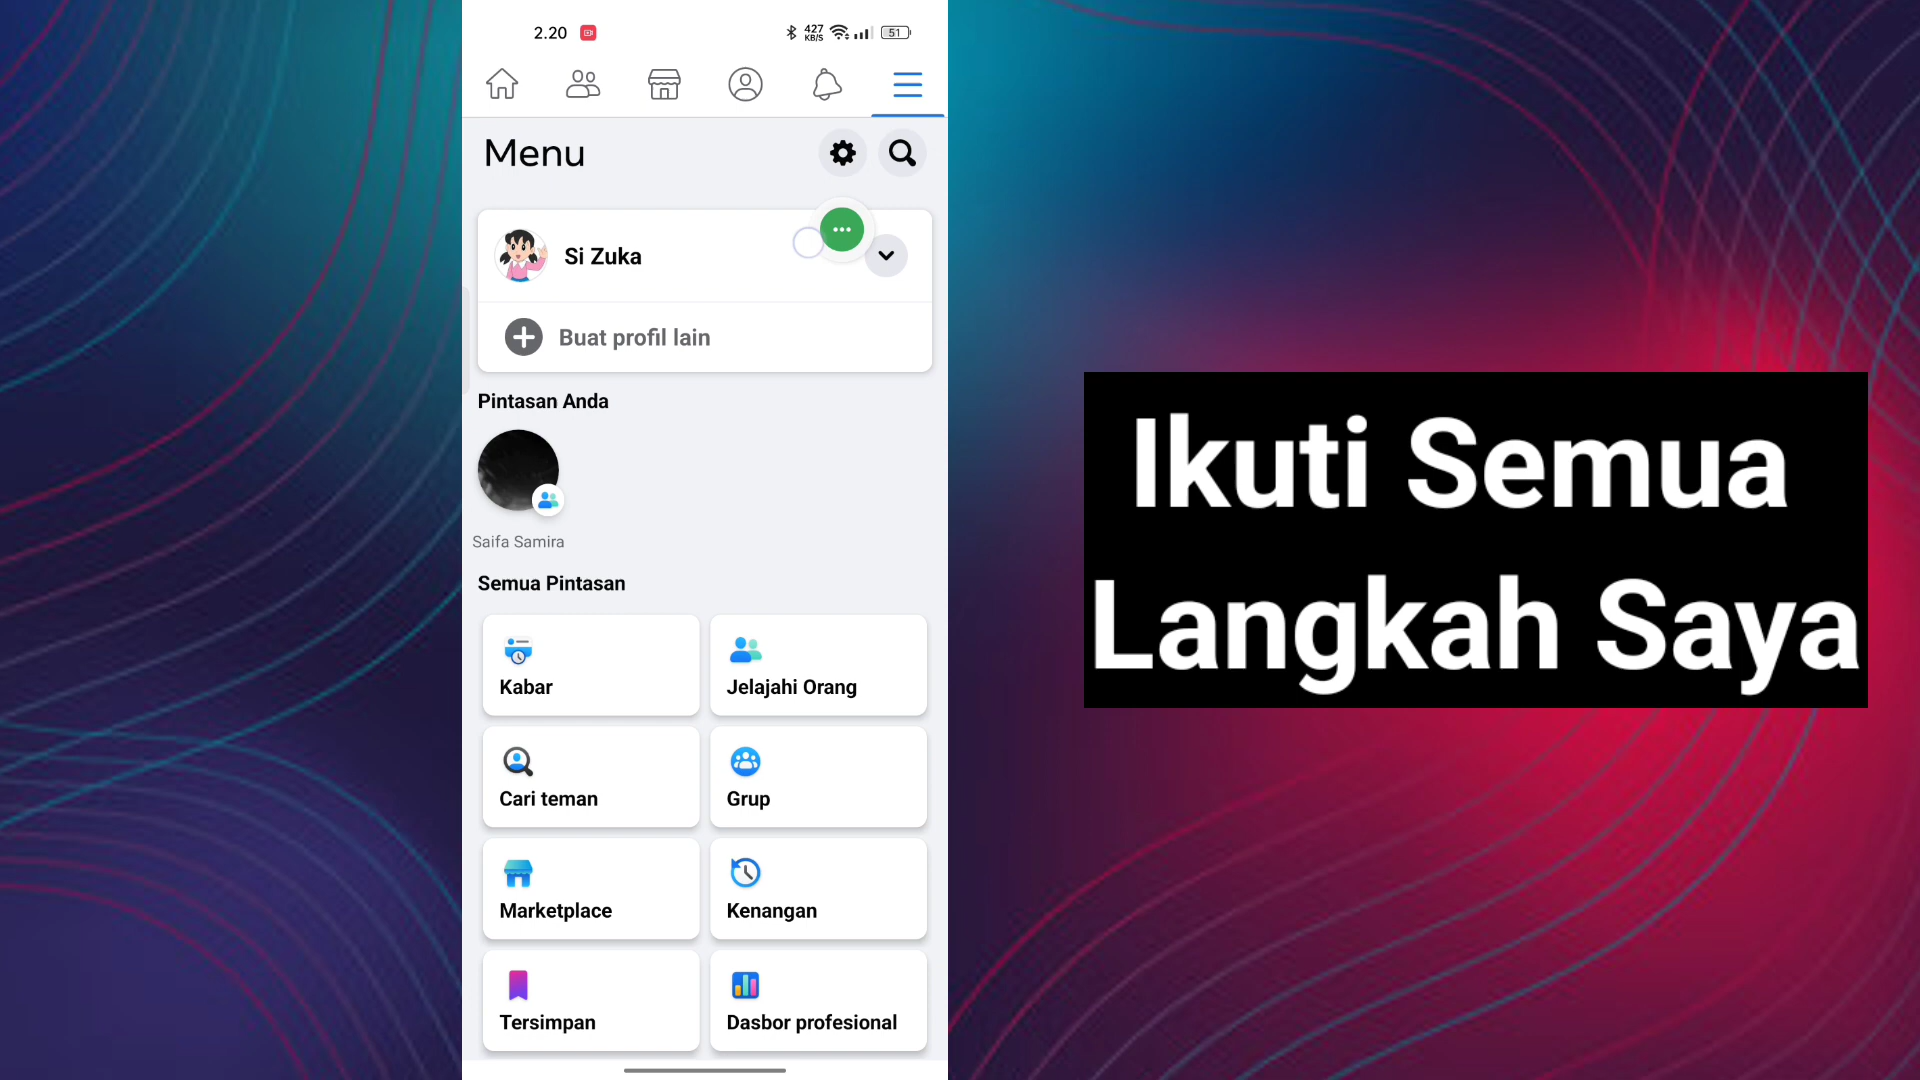 2.20
427
KB/S
51
Menu
Si Zuka
Buat profil lain
Pintasan Anda
Saifa Samira
Semua Pintasan
Kabar
Jelajahi Orang
Cari teman
Grup
Marketplace
Kenangan
Tersimpan
Dasbor profesional
Ikuti Semua
Langkah Saya